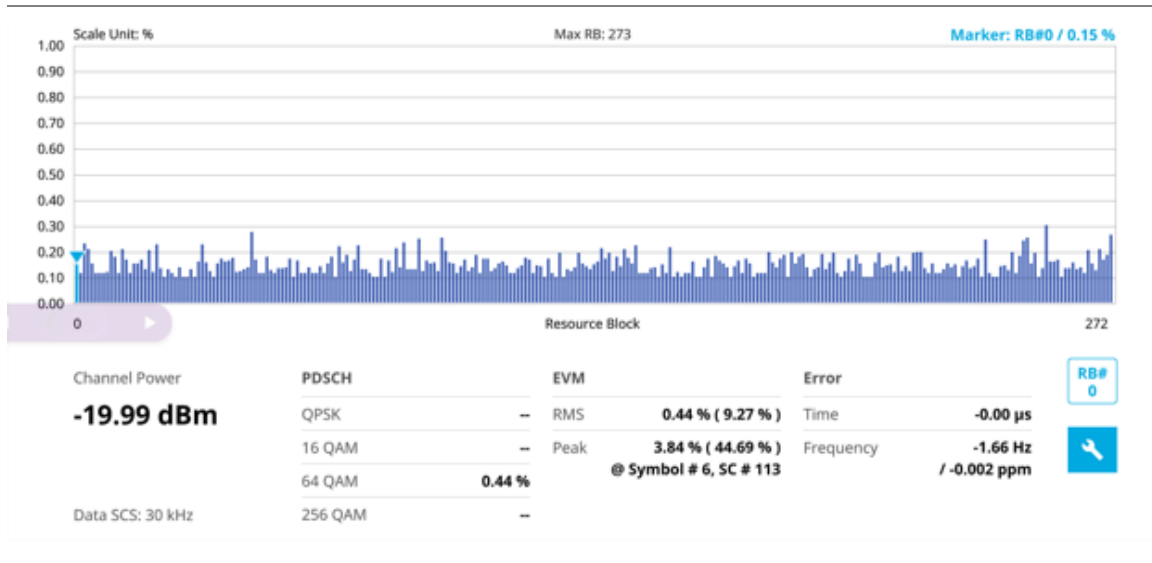 Scale Unit: % Max RB: 273 Marker: RB#0 / 0.15 %
1.00
0.90
0.80
0.70
0.60
0.50
0.40
0.30
0.20
0.10
0.00
0 Resource Block 272
Channel Power PDSCH EVM Error RB#
0
-19.99 dBm QPSK -- RMS 0.44 % ( 9.27 % ) Time -0.00 µs
16 QAM -- Peak 3.84 % ( 44.69 % ) Frequency -1.66 Hz
@ Symbol # 6, SC # 113 / -0.002 ppm
64 QAM 0.44 %
Data SCS: 30 kHz 256 QAM --